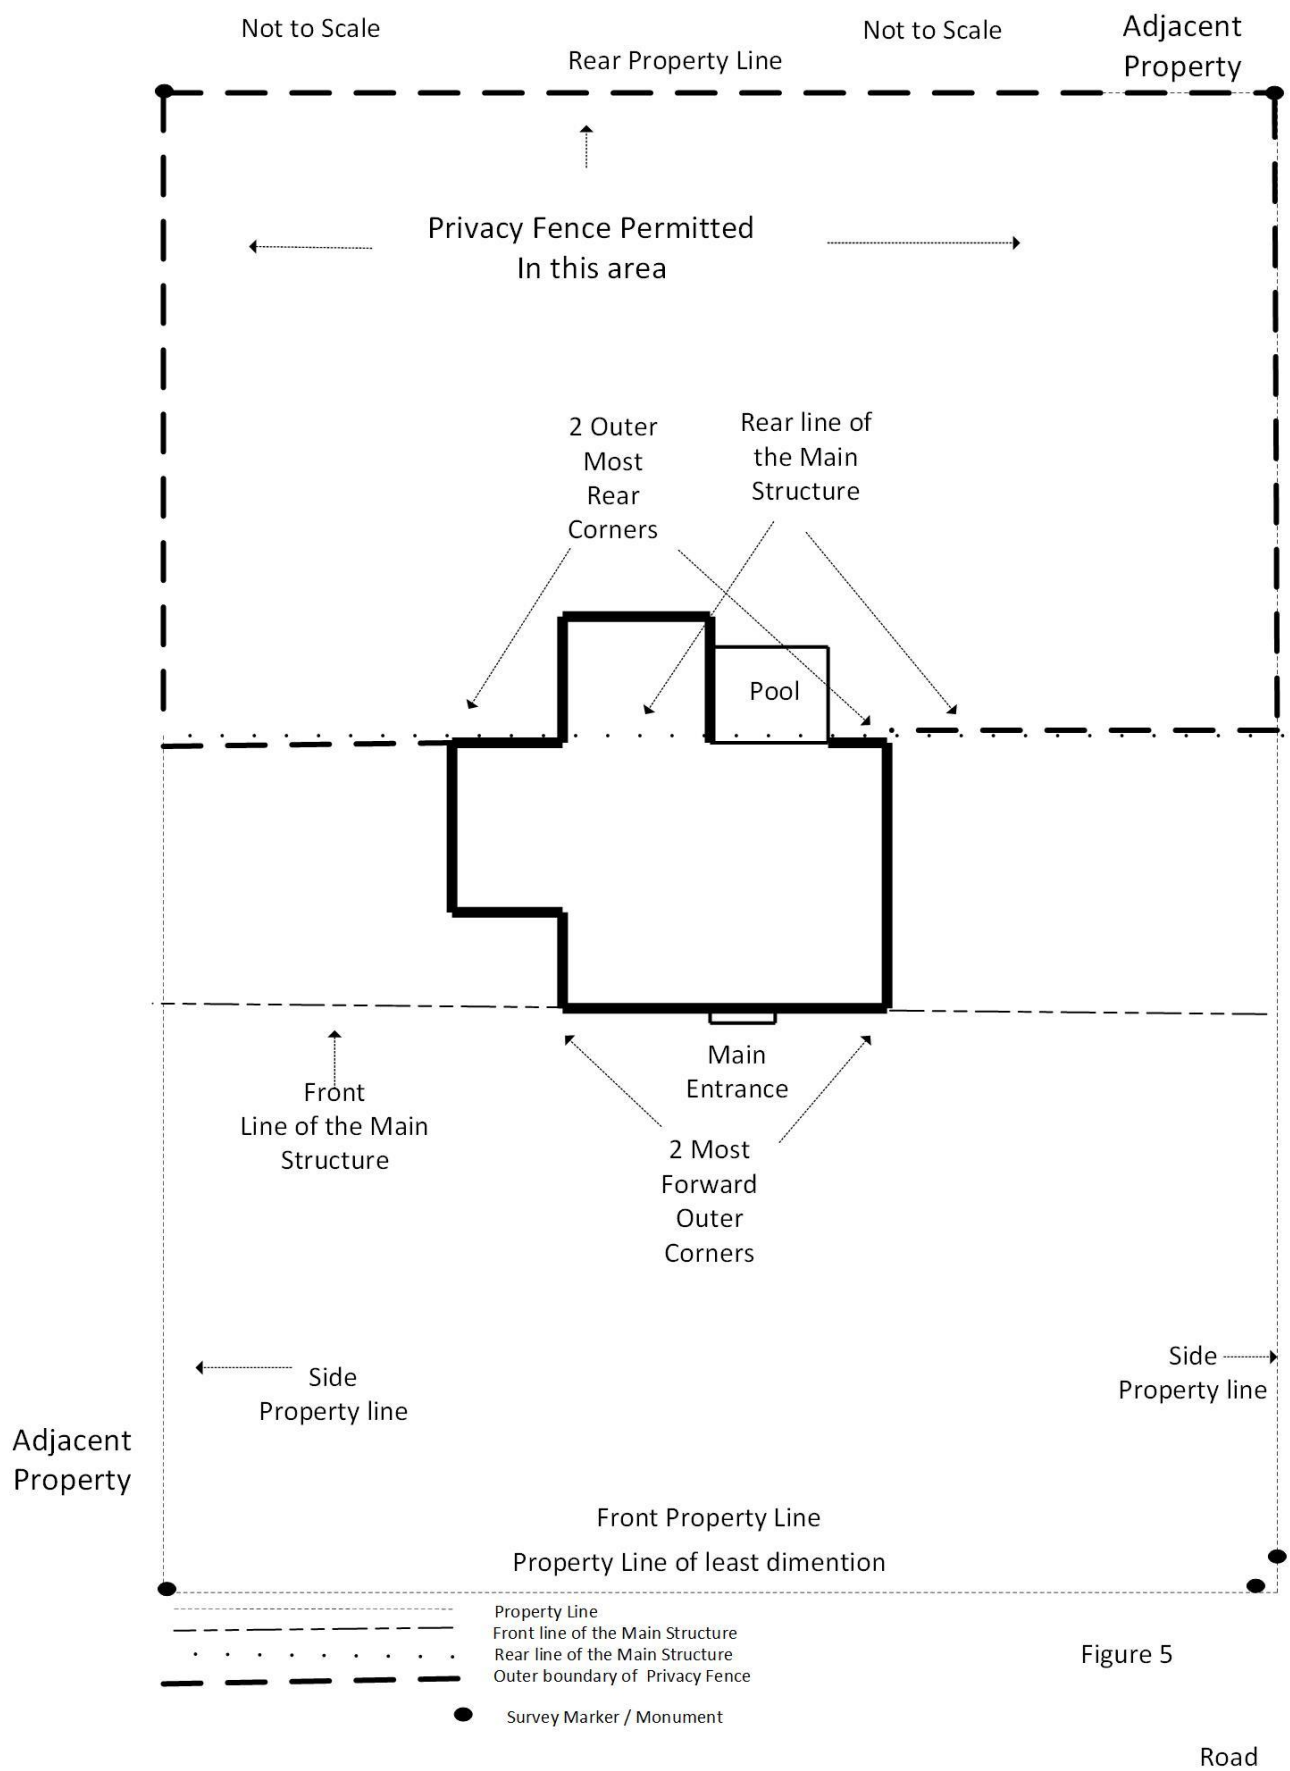 Not to Scale
Not to Scale
Adjacent
Property
Rear Property Line
Privacy Fence Permitted
In this area
2 Outer
Most
Rear
Corners
Rear line of
the Main
Structure
Pool
Main
Entrance
Front
Line of the Main
Structure
2 Most
Forward
Outer
Corners
Side
Property line
Side
Property line
Adjacent
Property
Front Property Line
Property Line of least dimention
Property Line
Front line of the Main Structure
Rear line of the Main Structure
Outer boundary of Privacy Fence
Survey Marker / Monument
Figure 5
Road